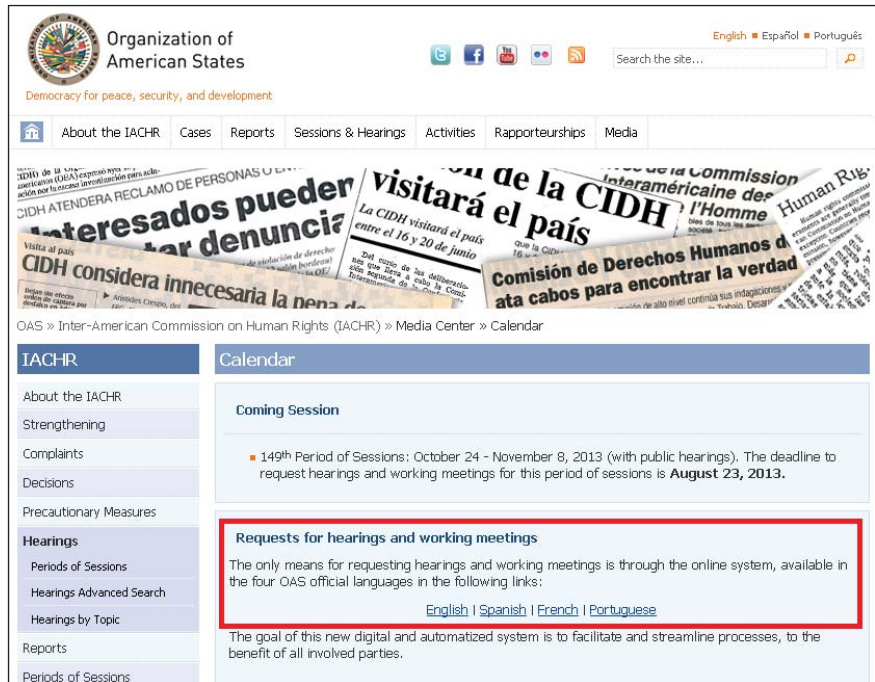 Organization of
American States
Democracy for peace, security, and development
English Español Português
Search the site...
About the IACHR Cases Reports Sessions & Hearings Activities Rapporteurships Media
CIDH ATENDERA RECLAMO DE PERSONAS O
Interesados pueden
denuncia
visitará
La CIDH visitará el país
entre el 16 y 20 de junio
de la CIDH
el país
Commission
Interaméricaine des
l'Homme
Human
Visita al país
CIDH considera innecesaria la pena de
Comisión de Derechos Humanos
ata cabos para encontrar la verdad
OAS » Inter-American Commission on Human Rights (IACHR) » Media Center » Calendar
IACHR
About the IACHR
Strengthening
Complaints
Decisions
Precautionary Measures
Hearings
Periods of Sessions
Hearings Advanced Search
Hearings by Topic
Reports
Periods of Sessions
Calendar
Coming Session
149th Period of Sessions: October 24 - November 8, 2013 (with public hearings). The deadline to
request hearings and working meetings for this period of sessions is August 23, 2013.
Requests for hearings and working meetings
The only means for requesting hearings and working meetings is through the online system, available in
the four OAS official languages in the following links:
English | Spanish | French | Portuguese
The goal of this new digital and automatized system is to facilitate and streamline processes, to the
benefit of all involved parties.